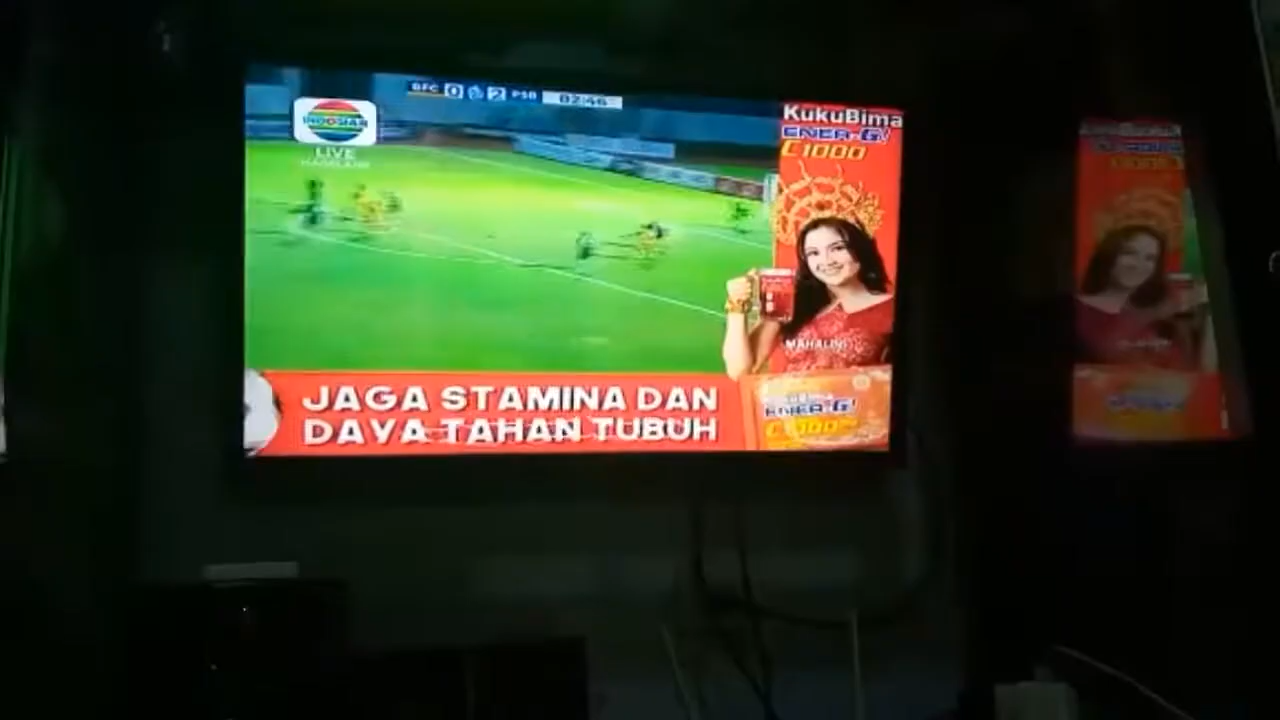 BFC 0 2 PSB 82:46
INDOSIAR
LIVE
KukuBima
ENER-G!
C1000
MAHALINI
JAGA STAMINA DAN
DAYA TAHAN TUBUH
ENER-G!
C1000